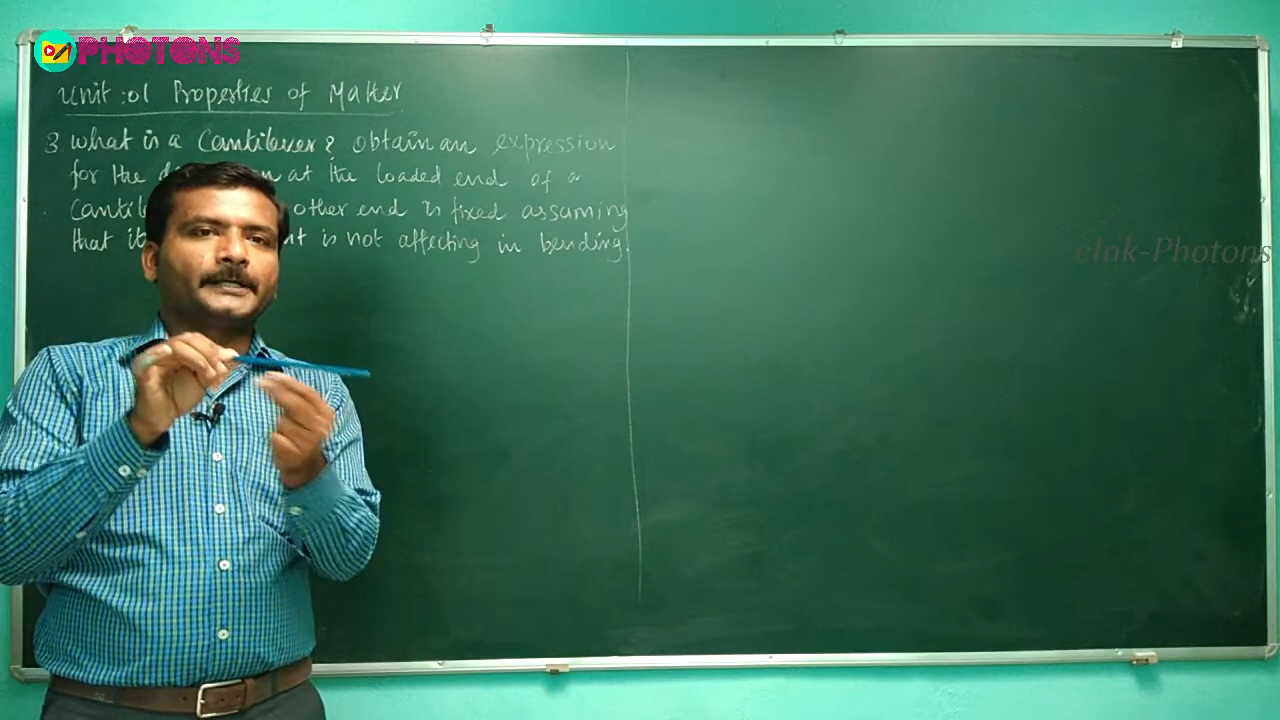 PHOTONS
Unit :01 Properties of Matter
3 What is a Cantilever & obtain an expression
for the at the loaded end of a
other end is fixed assuming
that is not affecting in bending.
eInk-Photons